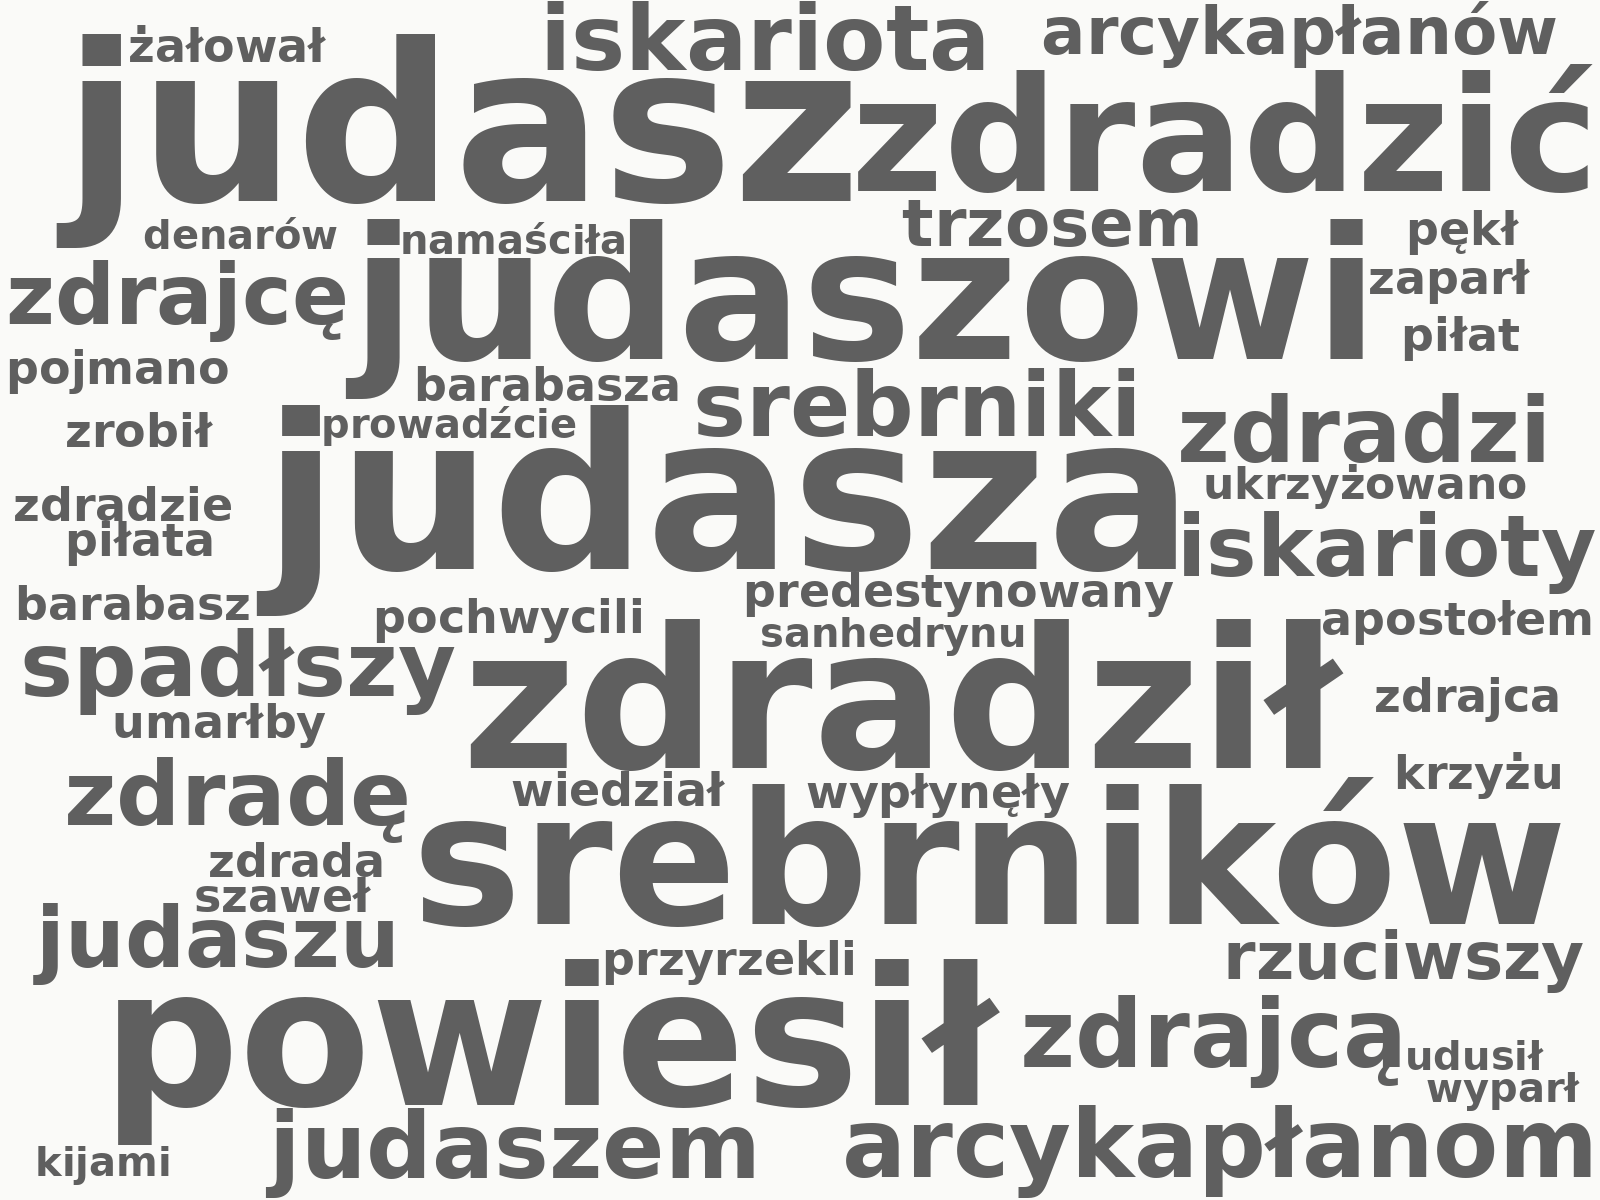 iskariota
arcykapłanów
żałował
judasz
zdradzić
trzosem
denarów
namaściła
pękł
judaszowi
zdrajcę
zaparł
piłat
pojmano
barabasza
srebrniki
prowadźcie
zdradzi
zrobił
judasza
ukrzyżowano
zdradzie
piłata
iskarioty
predestynowany
barabasz
pochwycili
apostołem
sanhedrynu
spadłszy
zdradził
zdrajca
umarłby
krzyżu
zdradę
wiedział
wypłynęły
srebrników
zdrada
szaweł
judaszu
przyrzekli
rzuciwszy
powiesił
zdrajcą
udusił
wyparł
judaszem
arcykapłanom
kijami